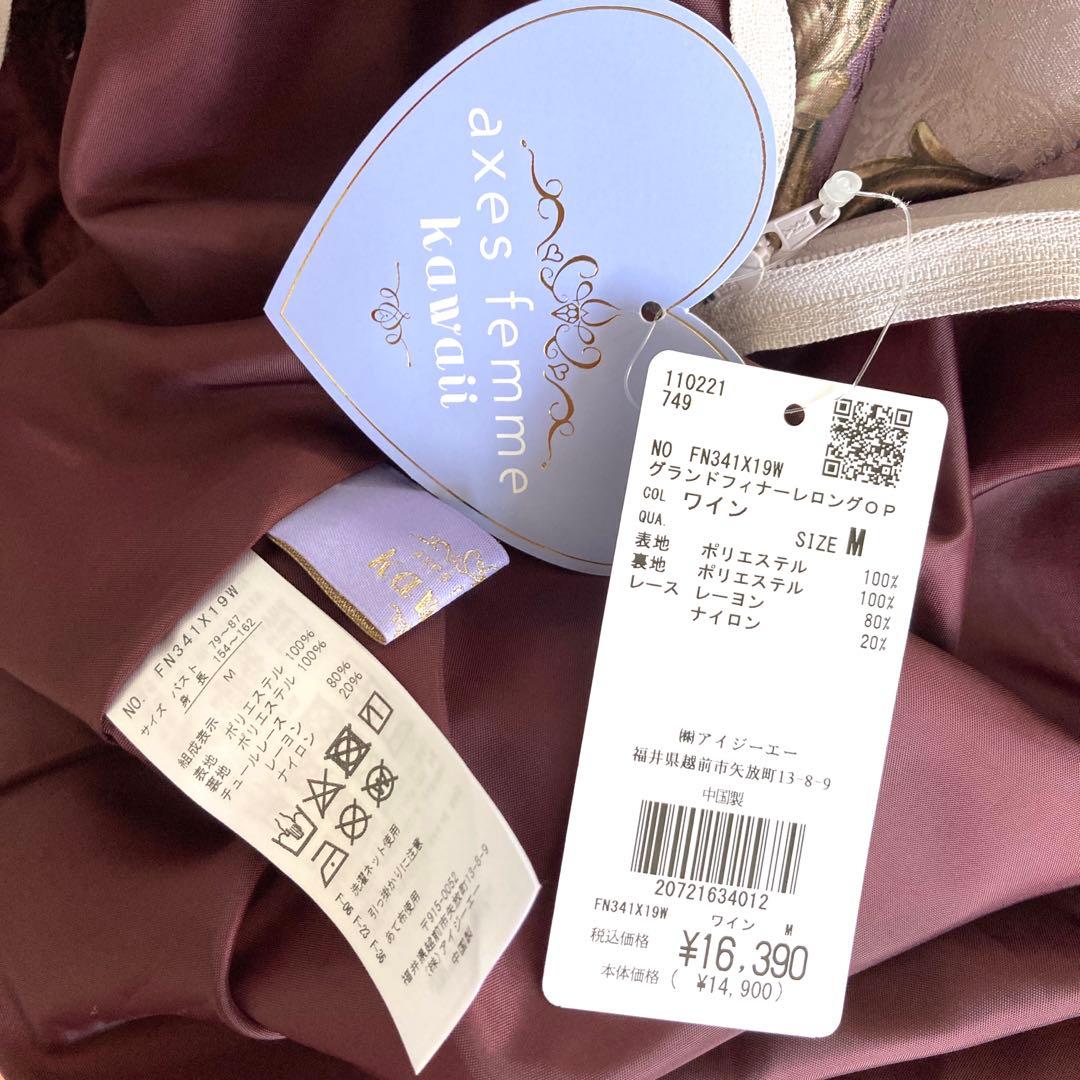 axes femme
kawaii
110221
749
NO FN341X19W
グランドフィナーレロングOP
COL ワイン
QUA.
SIZE M
表地 ポリエステル 100%
裏地 ポリエステル 100%
レース レーヨン 80%
ナイロン 20%
㈱アイジーエー
福井県越前市矢放町13-8-9
中国製
20721634012
FN341X19W ワイン M
税込価格 ¥16,390
本体価格 ( ¥14,900)
NO. FN341X19W
サイズ バスト 79〜87
身長 154〜162
M
組成表示
表地 ポリエステル 100%
裏地 ポリエステル 100%
チュールレース
レーヨン 80%
ナイロン 20%
洗濯ネット使用
引っ掛かりに注意
あて布使用
F-06 F-23 F-36
〒915-0052
福井県越前市矢放町13-8-9
(株)アイジーエー
中国製